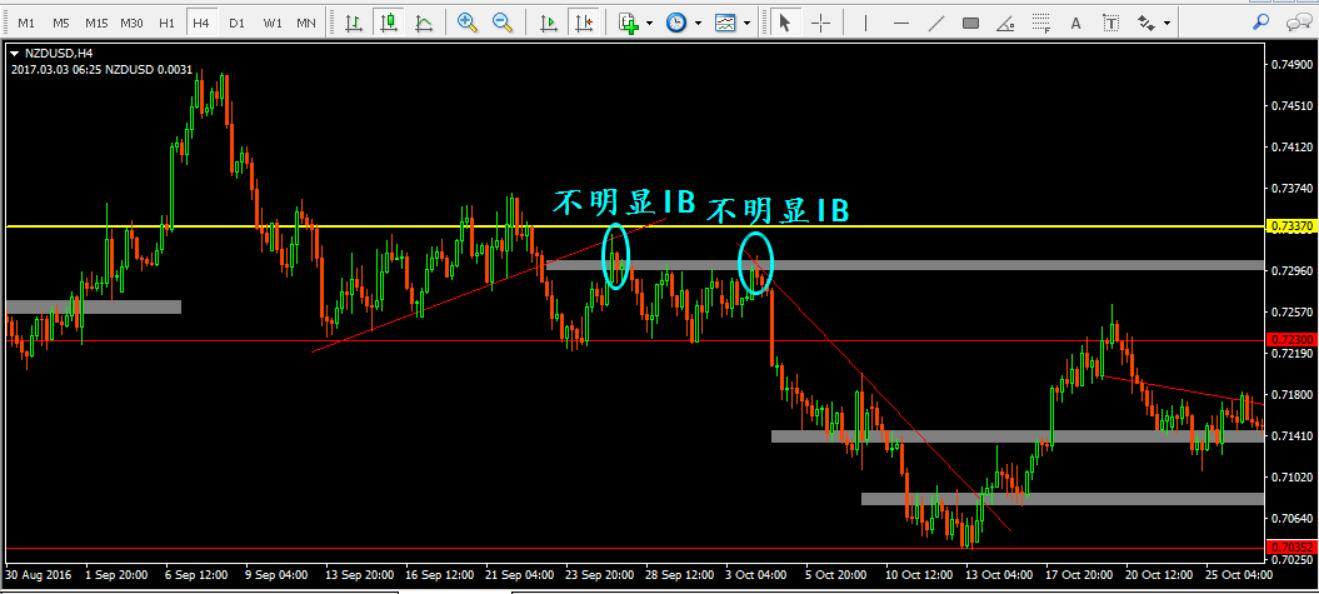 M1 M5 M15 M30 H1 H4 D1 W1 MN
A
T
F
NZDUSD,H4
2017.03.03 06:25 NZDUSD 0.0031
不明显IB
不明显IB
0.74900
0.74510
0.74120
0.73740
0.73370
0.72960
0.72570
0.72300
0.72190
0.71800
0.71410
0.71020
0.70640
0.70352
0.70250
30 Aug 2016 1 Sep 20:00 6 Sep 12:00 9 Sep 04:00 13 Sep 20:00 16 Sep 12:00 21 Sep 04:00 23 Sep 20:00 28 Sep 12:00 3 Oct 04:00 5 Oct 20:00 10 Oct 12:00 13 Oct 04:00 17 Oct 20:00 20 Oct 12:00 25 Oct 04:00